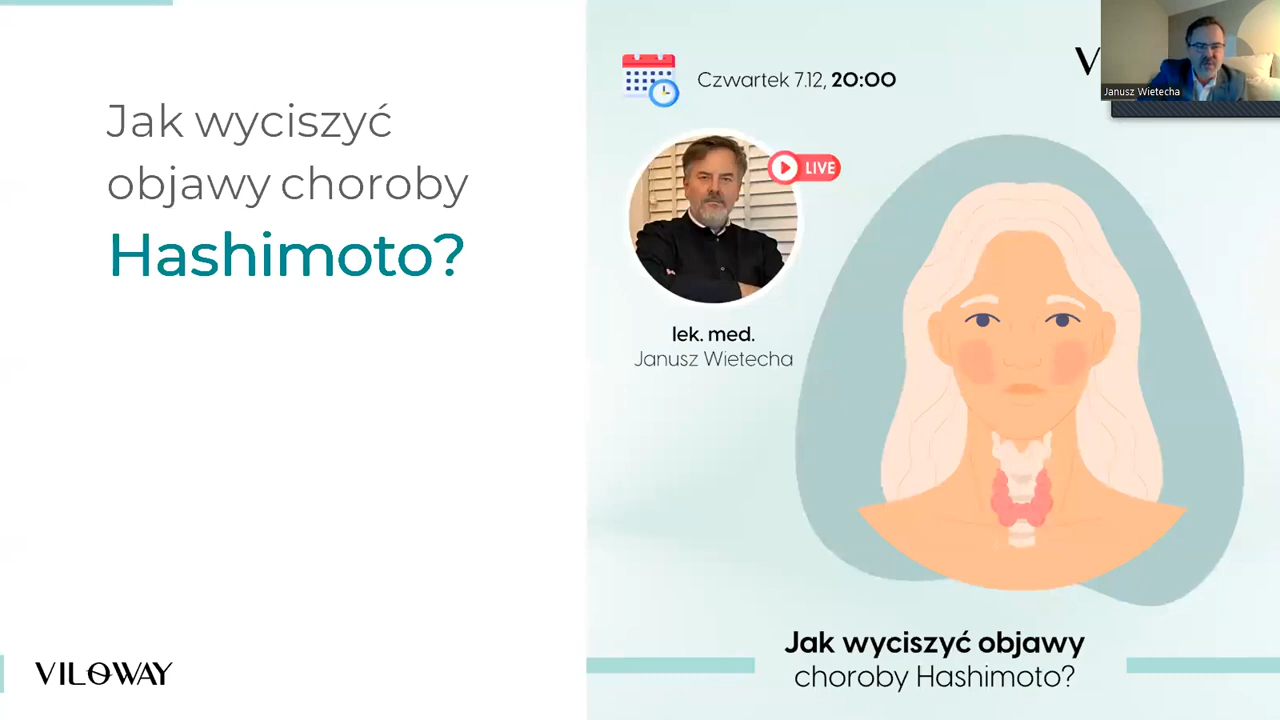 Jak wyciszyć
objawy choroby
Hashimoto?
VILOWAY
Czwartek 7.12, 20:00
LIVE
lek. med.
Janusz Wietecha
V
Janusz Wietecha
Jak wyciszyć objawy
choroby Hashimoto?